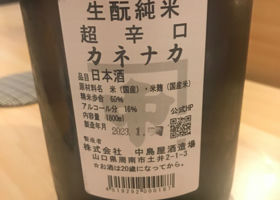 生酛純米
超辛口
カネナカ
品目 日本酒
原材料名 米(国産)・米麹(国産米)
精米歩合 60%
アルコール分 16%
内容量 1800ml
製造年月 2023.1
公式HP
製造者
株式会社 中島屋酒造場
山口県周南市土井2-1-3
☆お酒は20歳になってから。